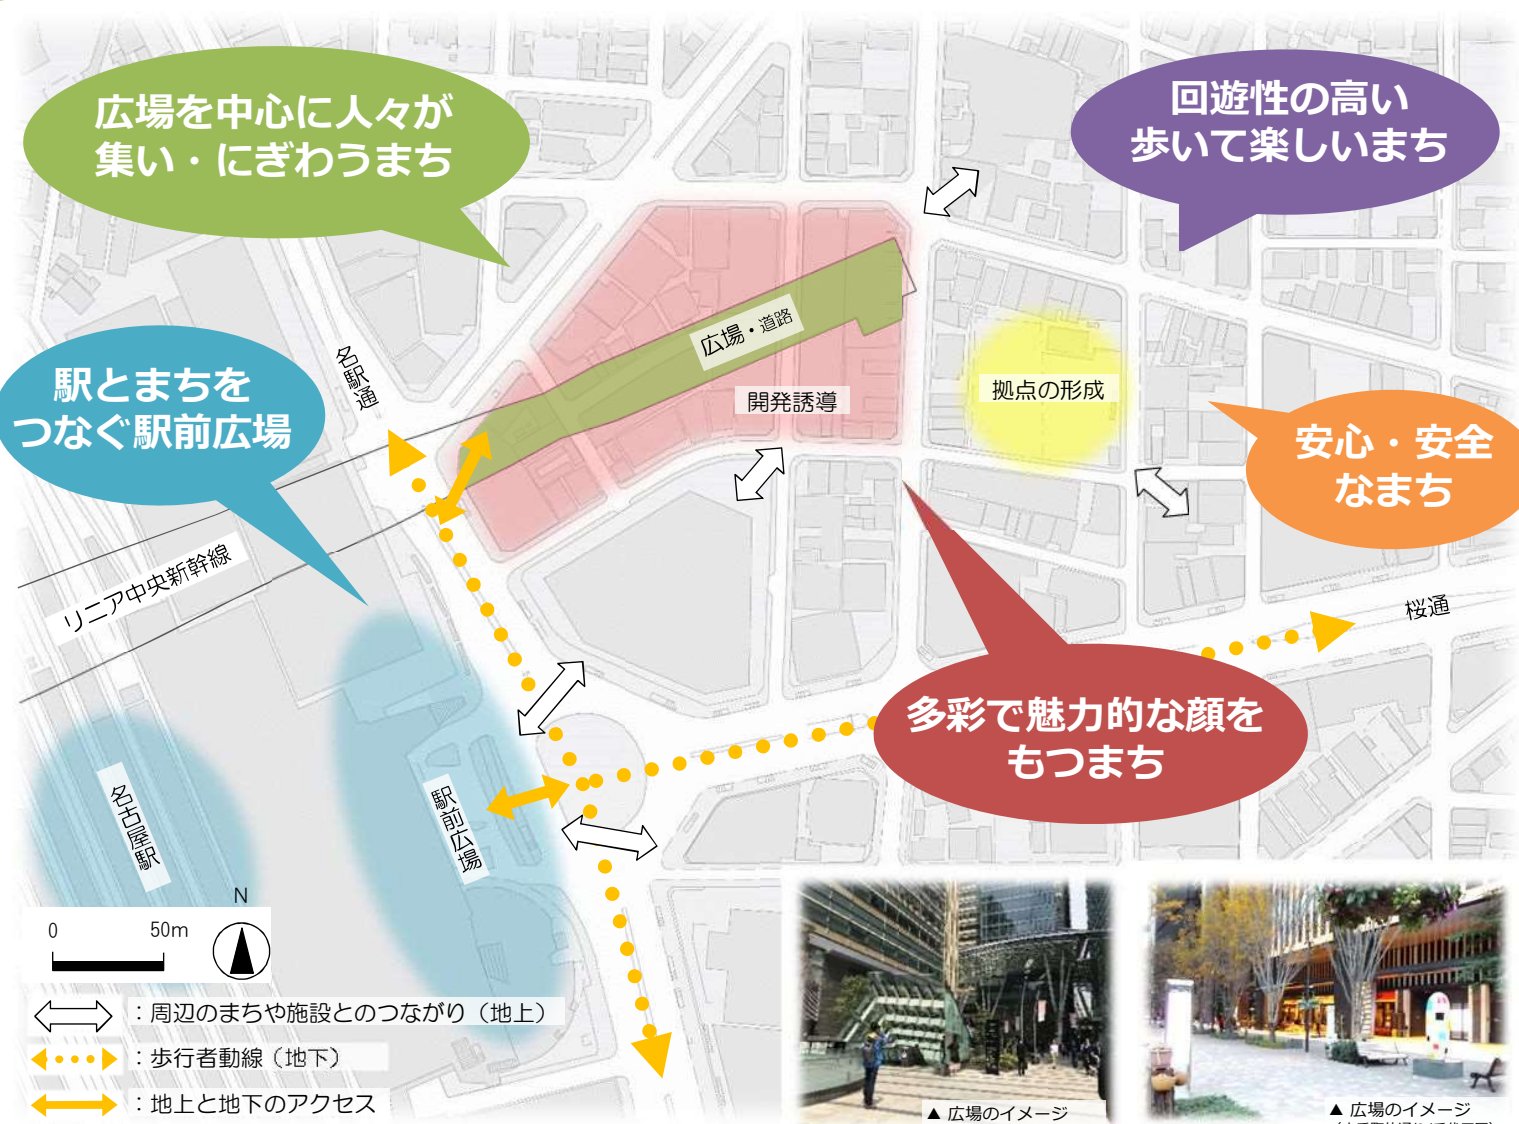 広場を中心に人々が
集い・にぎわうまち
回遊性の高い
歩いて楽しいまち
広場・道路
名駅通
駅とまちを
つなぐ駅前広場
開発誘導
拠点の形成
安心・安全
なまち
リニア中央新幹線
桜通
多彩で魅力的な顔を
もつまち
名古屋駅
駅前広場
N
0 50m
：周辺のまちや施設とのつながり（地上）
：歩行者動線（地下）
：地上と地下のアクセス
▲ 広場のイメージ
▲ 広場のイメージ